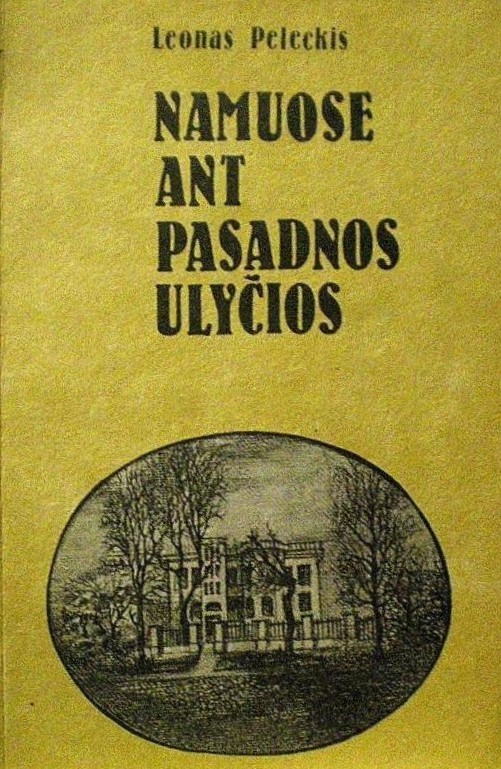 Leonas Peleckis
NAMUOSE
ANT
PASADNOS
ULYČIOS